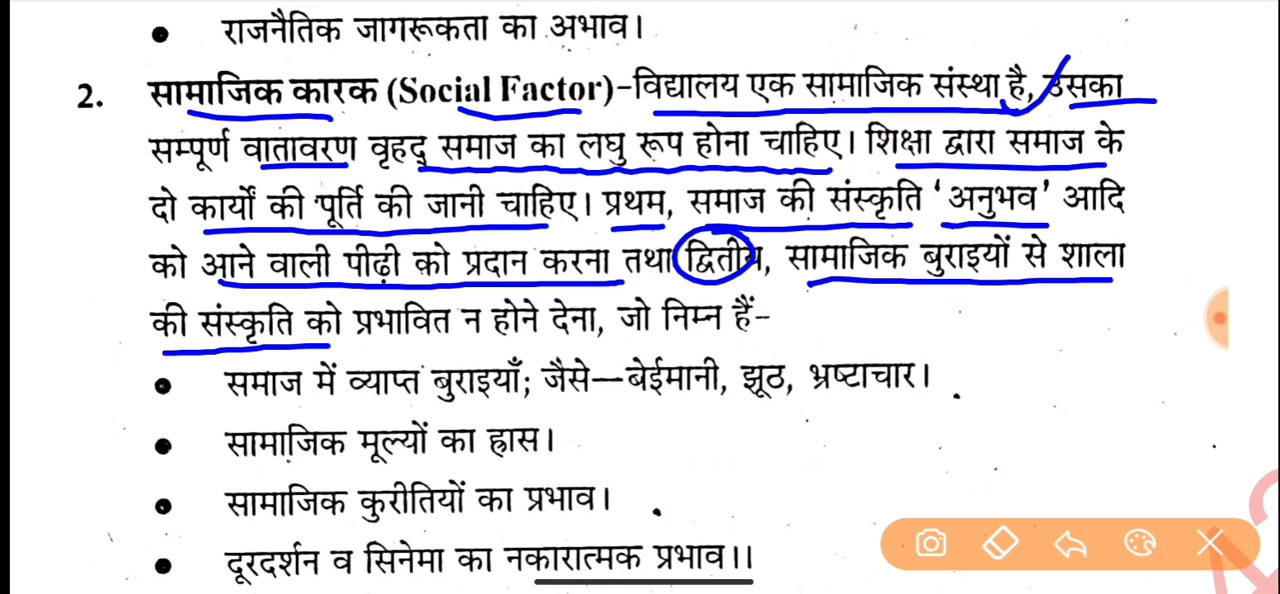 • राजनैतिक जागरूकता का अभाव।
2. सामाजिक कारक (Social Factor)-विद्यालय एक सामाजिक संस्था है, उसका
सम्पूर्ण वातावरण वृहद् समाज का लघु रूप होना चाहिए। शिक्षा द्वारा समाज के
दो कार्यों की पूर्ति की जानी चाहिए। प्रथम, समाज की संस्कृति ‘अनुभव’ आदि
को आने वाली पीढ़ी को प्रदान करना तथा द्वितीय, सामाजिक बुराइयों से शाला
की संस्कृति को प्रभावित न होने देना, जो निम्न हैं-
• समाज में व्याप्त बुराइयाँ; जैसे—बेईमानी, झूठ, भ्रष्टाचार।
• सामाजिक मूल्यों का ह्रास।
• सामाजिक कुरीतियों का प्रभाव।
• दूरदर्शन व सिनेमा का नकारात्मक प्रभाव।।